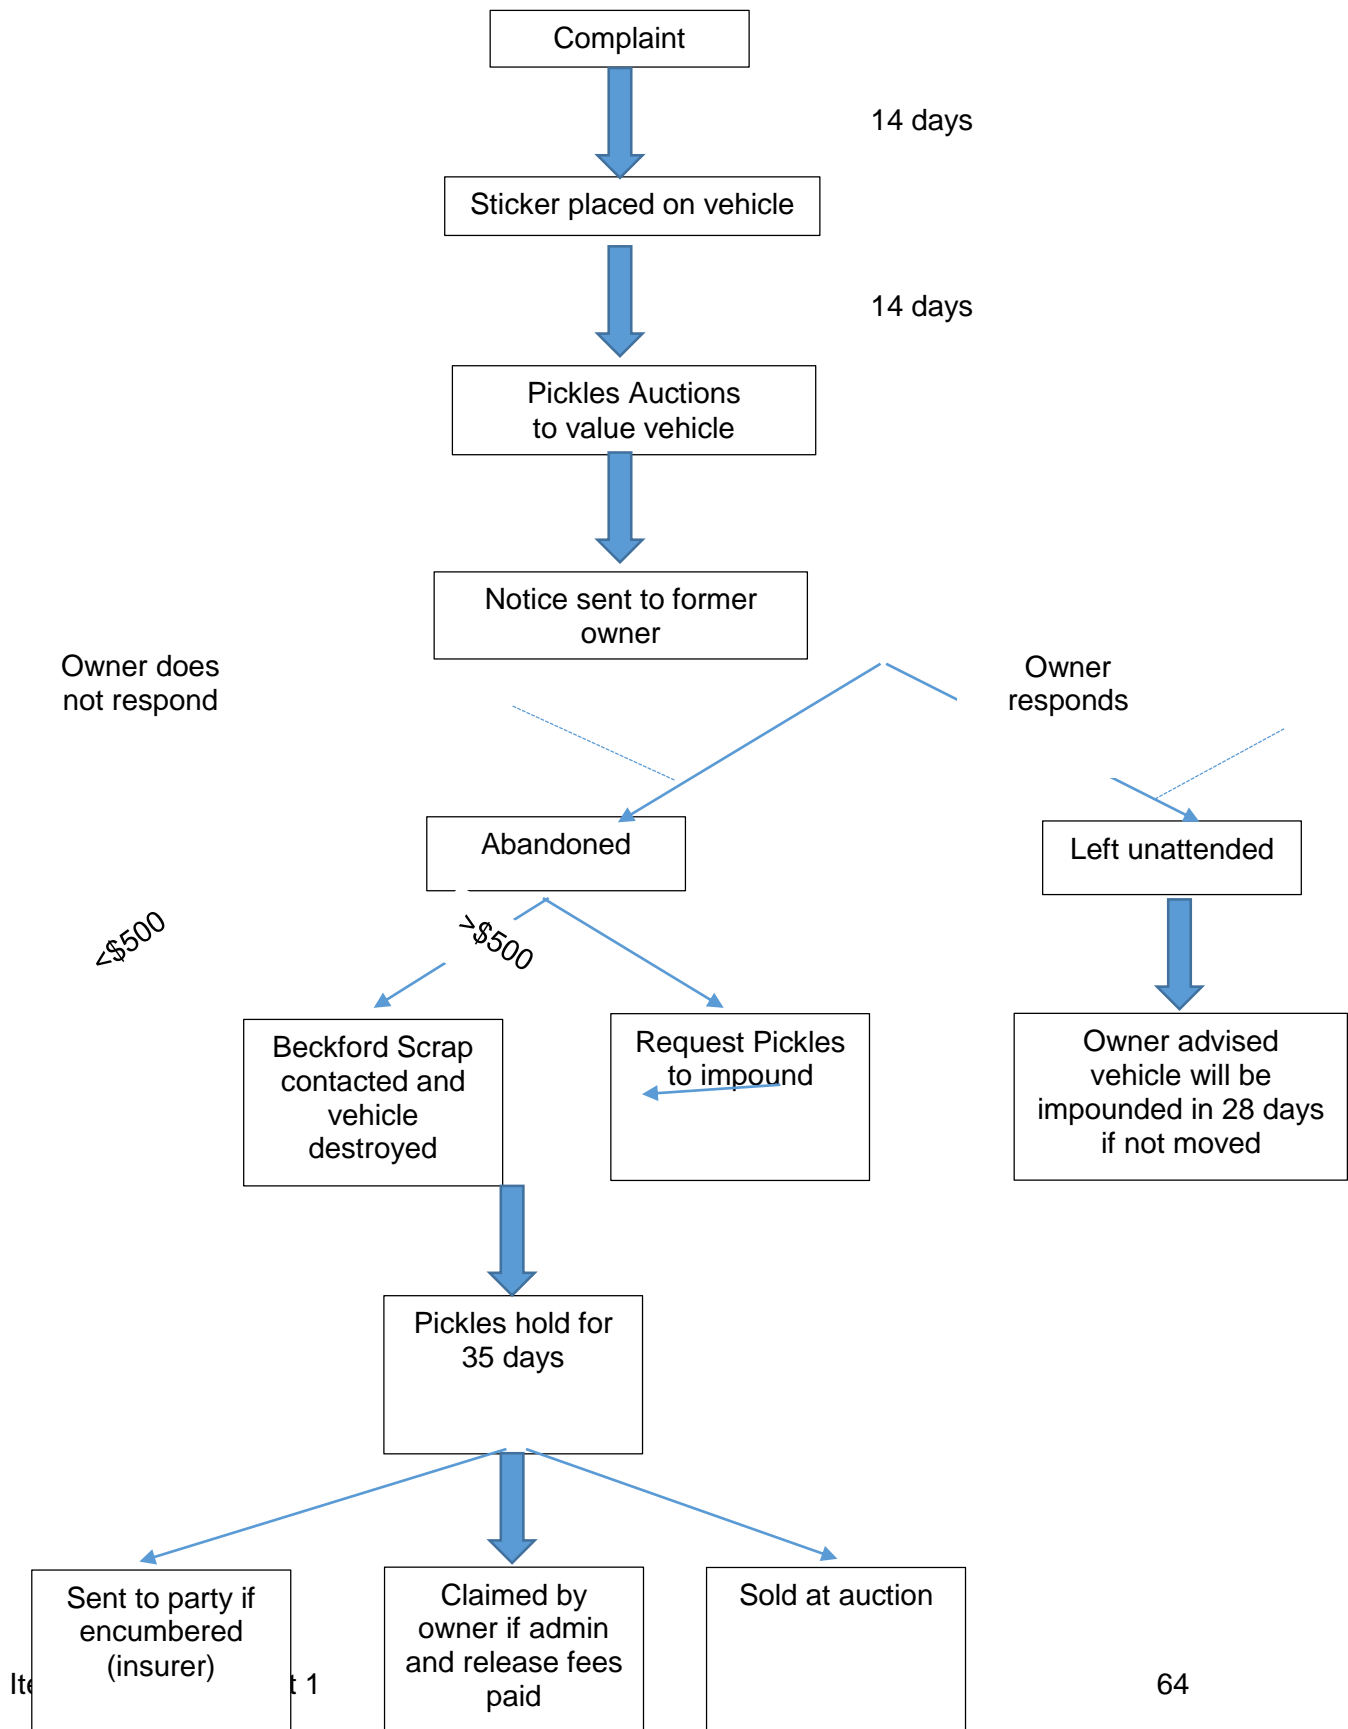 Complaint
14 days
Sticker placed on vehicle
14 days
Pickles Auctions
to value vehicle
Notice sent to former
owner
Owner does
not respond
Owner
responds
Abandoned
Left unattended
<$500
>$500
Beckford Scrap
contacted and
vehicle
destroyed
Request Pickles
to impound
Owner advised
vehicle will be
impounded in 28 days
if not moved
Pickles hold for
35 days
Sent to party if
encumbered
(insurer)
Claimed by
owner if admin
and release fees
paid
Sold at auction
1
64